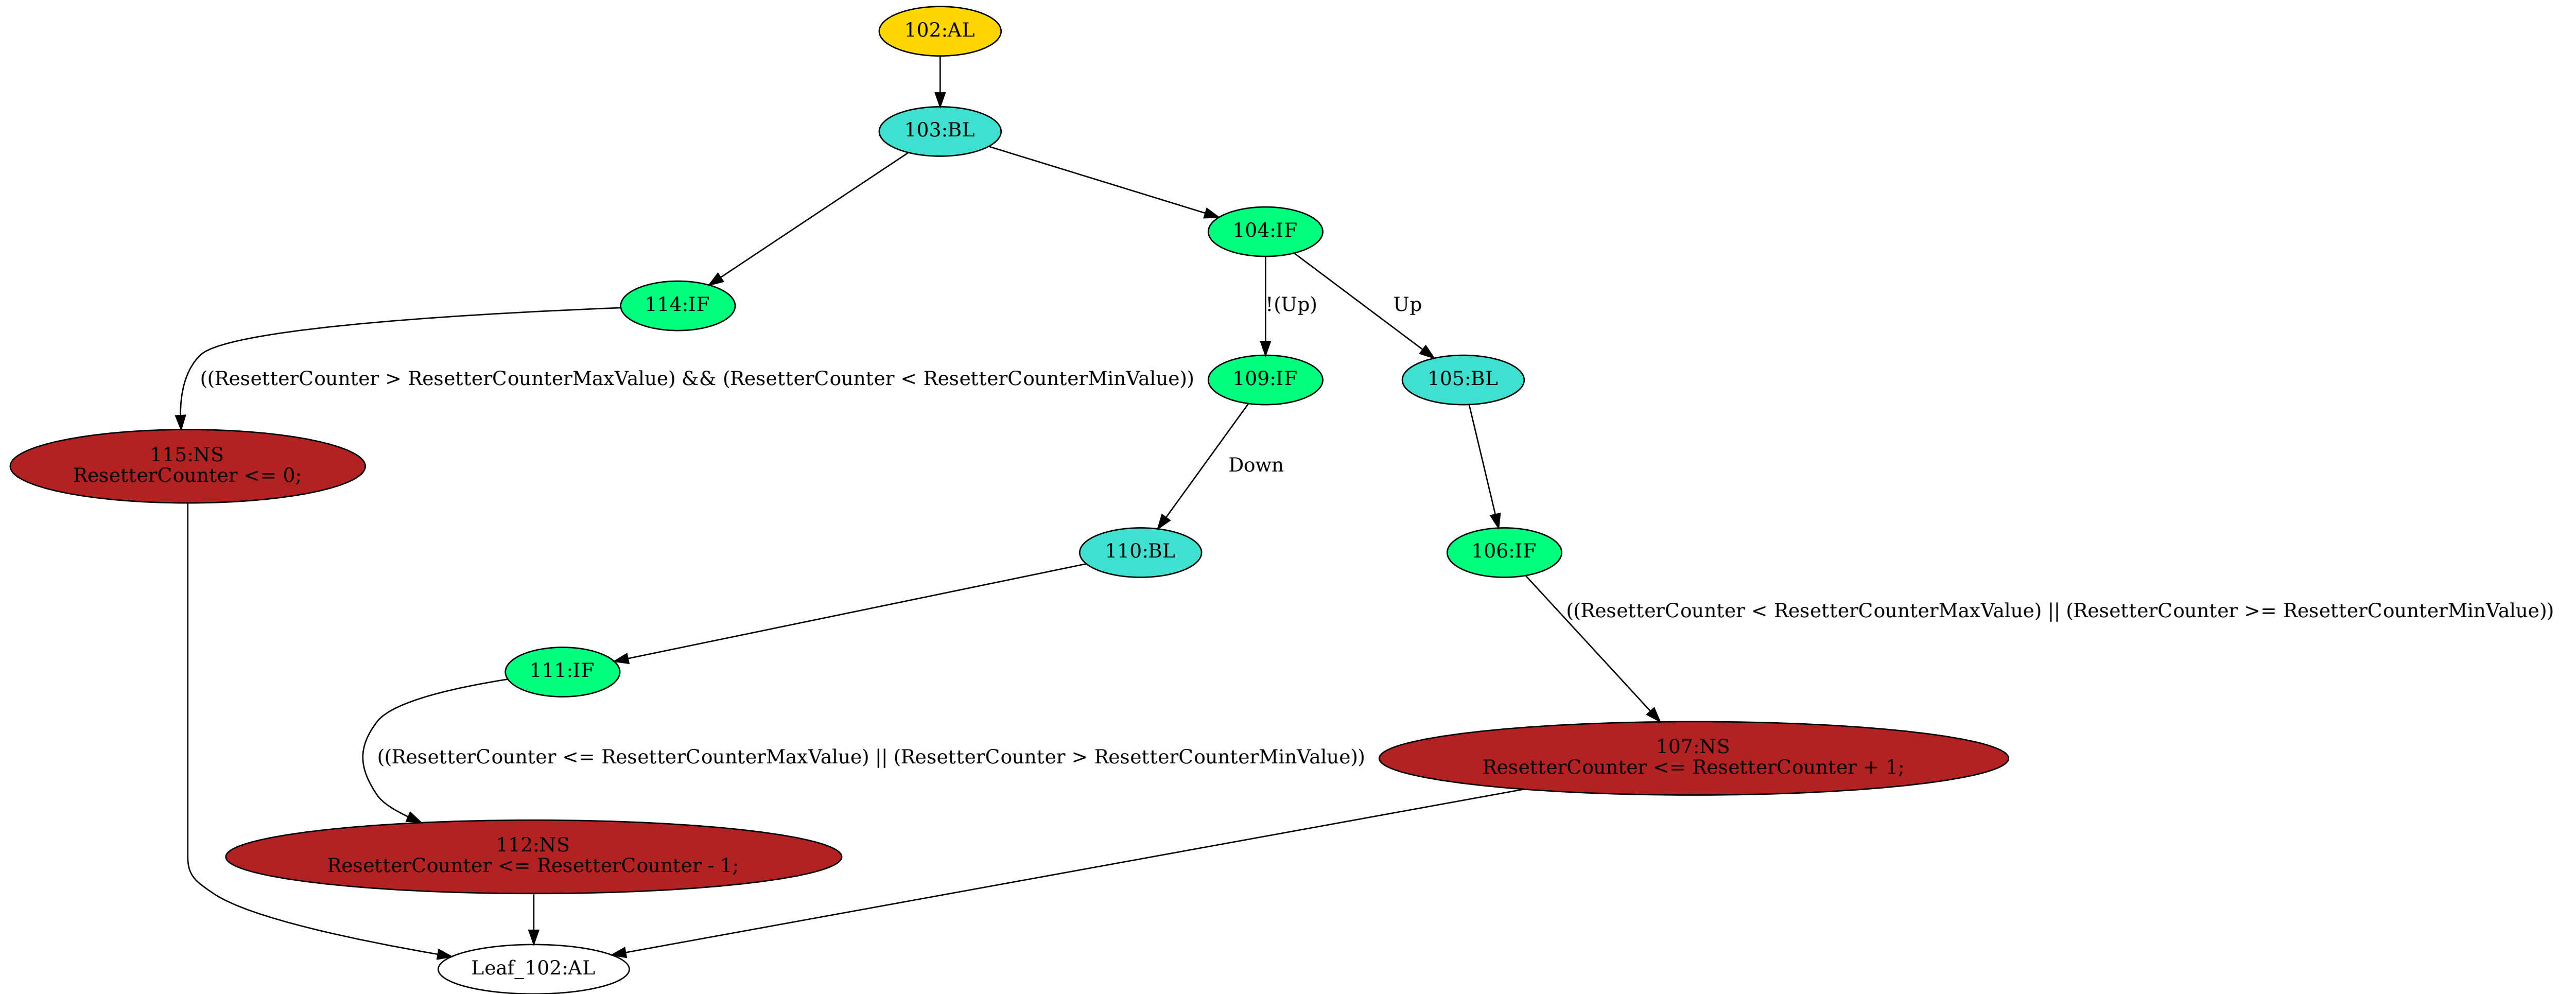 102:AL
103:BL
104:IF
114:IF
!(Up)
Up
((ResetterCounter > ResetterCounterMaxValue) && (ResetterCounter < ResetterCounterMinValue))
109:IF
105:BL
115:NS
ResetterCounter <= 0;
Down
110:BL
106:IF
((ResetterCounter < ResetterCounterMaxValue) || (ResetterCounter >= ResetterCounterMinValue))
111:IF
((ResetterCounter <= ResetterCounterMaxValue) || (ResetterCounter > ResetterCounterMinValue))
107:NS
ResetterCounter <= ResetterCounter + 1;
112:NS
ResetterCounter <= ResetterCounter - 1;
Leaf_102:AL